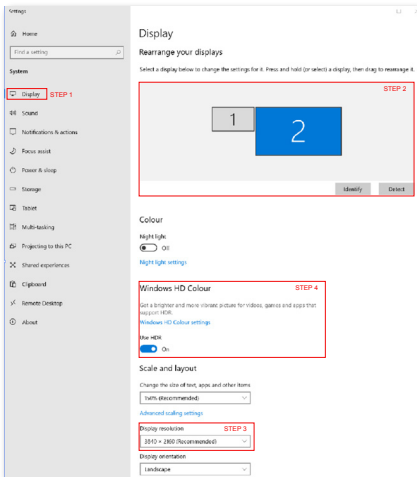 Settings
Home
Find a setting
System
Display
STEP 1
Sound
Notifications & actions
Focus assist
Power & sleep
Storage
Tablet
Multi-tasking
Projecting to this PC
Shared experiences
Clipboard
Remote Desktop
About
Display
Rearrange your displays
Select a display below to change the settings for it. Press and hold (or select) a display, then drag to rearrange it.
STEP 2
1
2
Identify
Detect
Colour
Night light
Off
Night light settings
Windows HD Colour
STEP 4
Get a brighter and more vibrant picture for videos, games and apps that
support HDR.
Windows HD Colour settings
Use HDR
On
Scale and layout
Change the size of text, apps and other items
(Recommended)
Advanced scaling settings
Display resolution
STEP 3
3840 × 2160 (Recommended)
Display orientation
Landscape